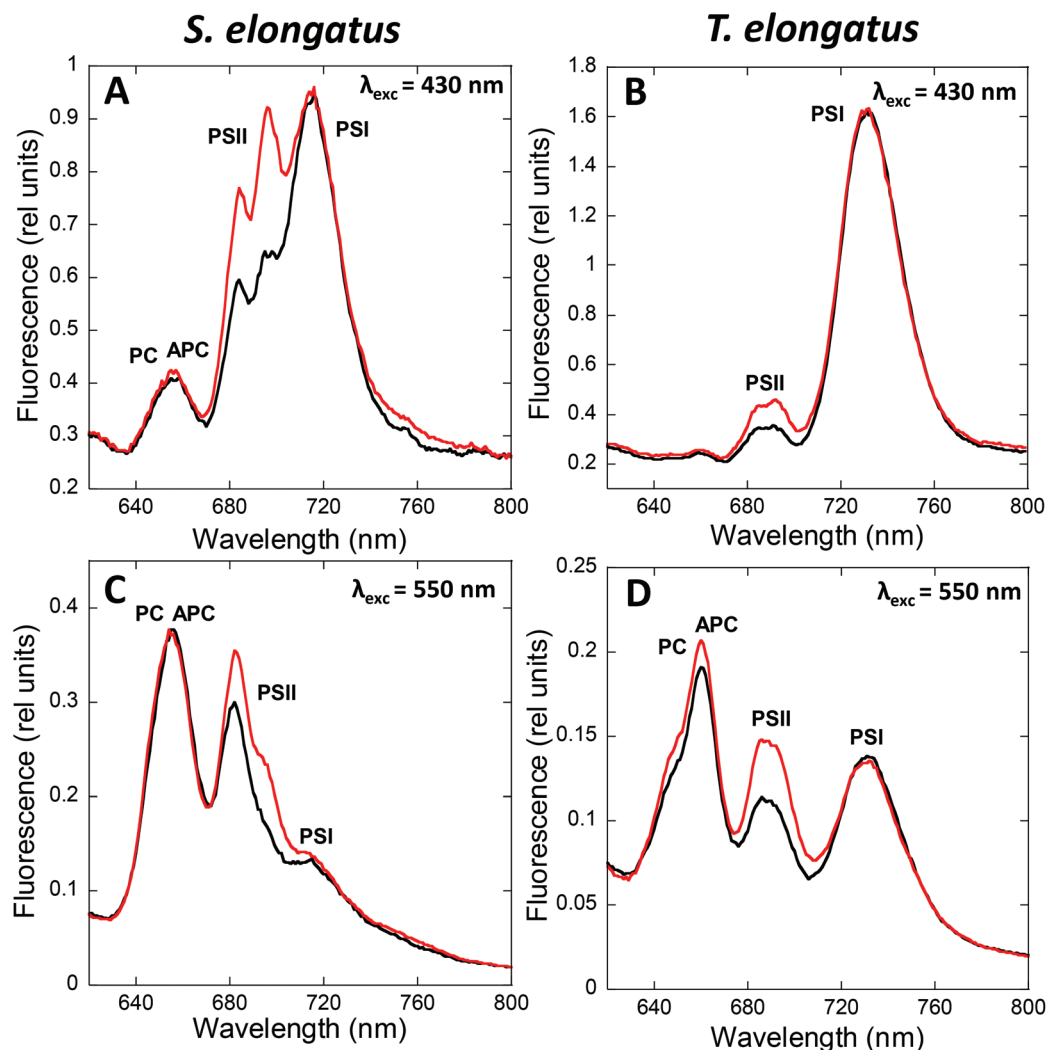 S. elongatus
T. elongatus
A
λexc = 430 nm
PSII
PSI
PC APC
1
0.9
0.8
0.7
0.6
0.5
0.4
0.3
0.2
640 680 720 760 800
Wavelength (nm)
Fluorescence (rel units)
B
λexc = 430 nm
PSI
PSII
1.8
1.6
1.4
1.2
1
0.8
0.6
0.4
0.2
640 680 720 760 800
Wavelength (nm)
Fluorescence (rel units)
C
λexc = 550 nm
PC APC
PSII
PSI
0.4
0.3
0.2
0.1
0
640 680 720 760 800
Wavelength (nm)
Fluorescence (rel units)
D
λexc = 550 nm
APC
PC
PSII
PSI
0.25
0.2
0.15
0.1
0.05
0
640 680 720 760 800
Wavelength (nm)
Fluorescence (rel units)